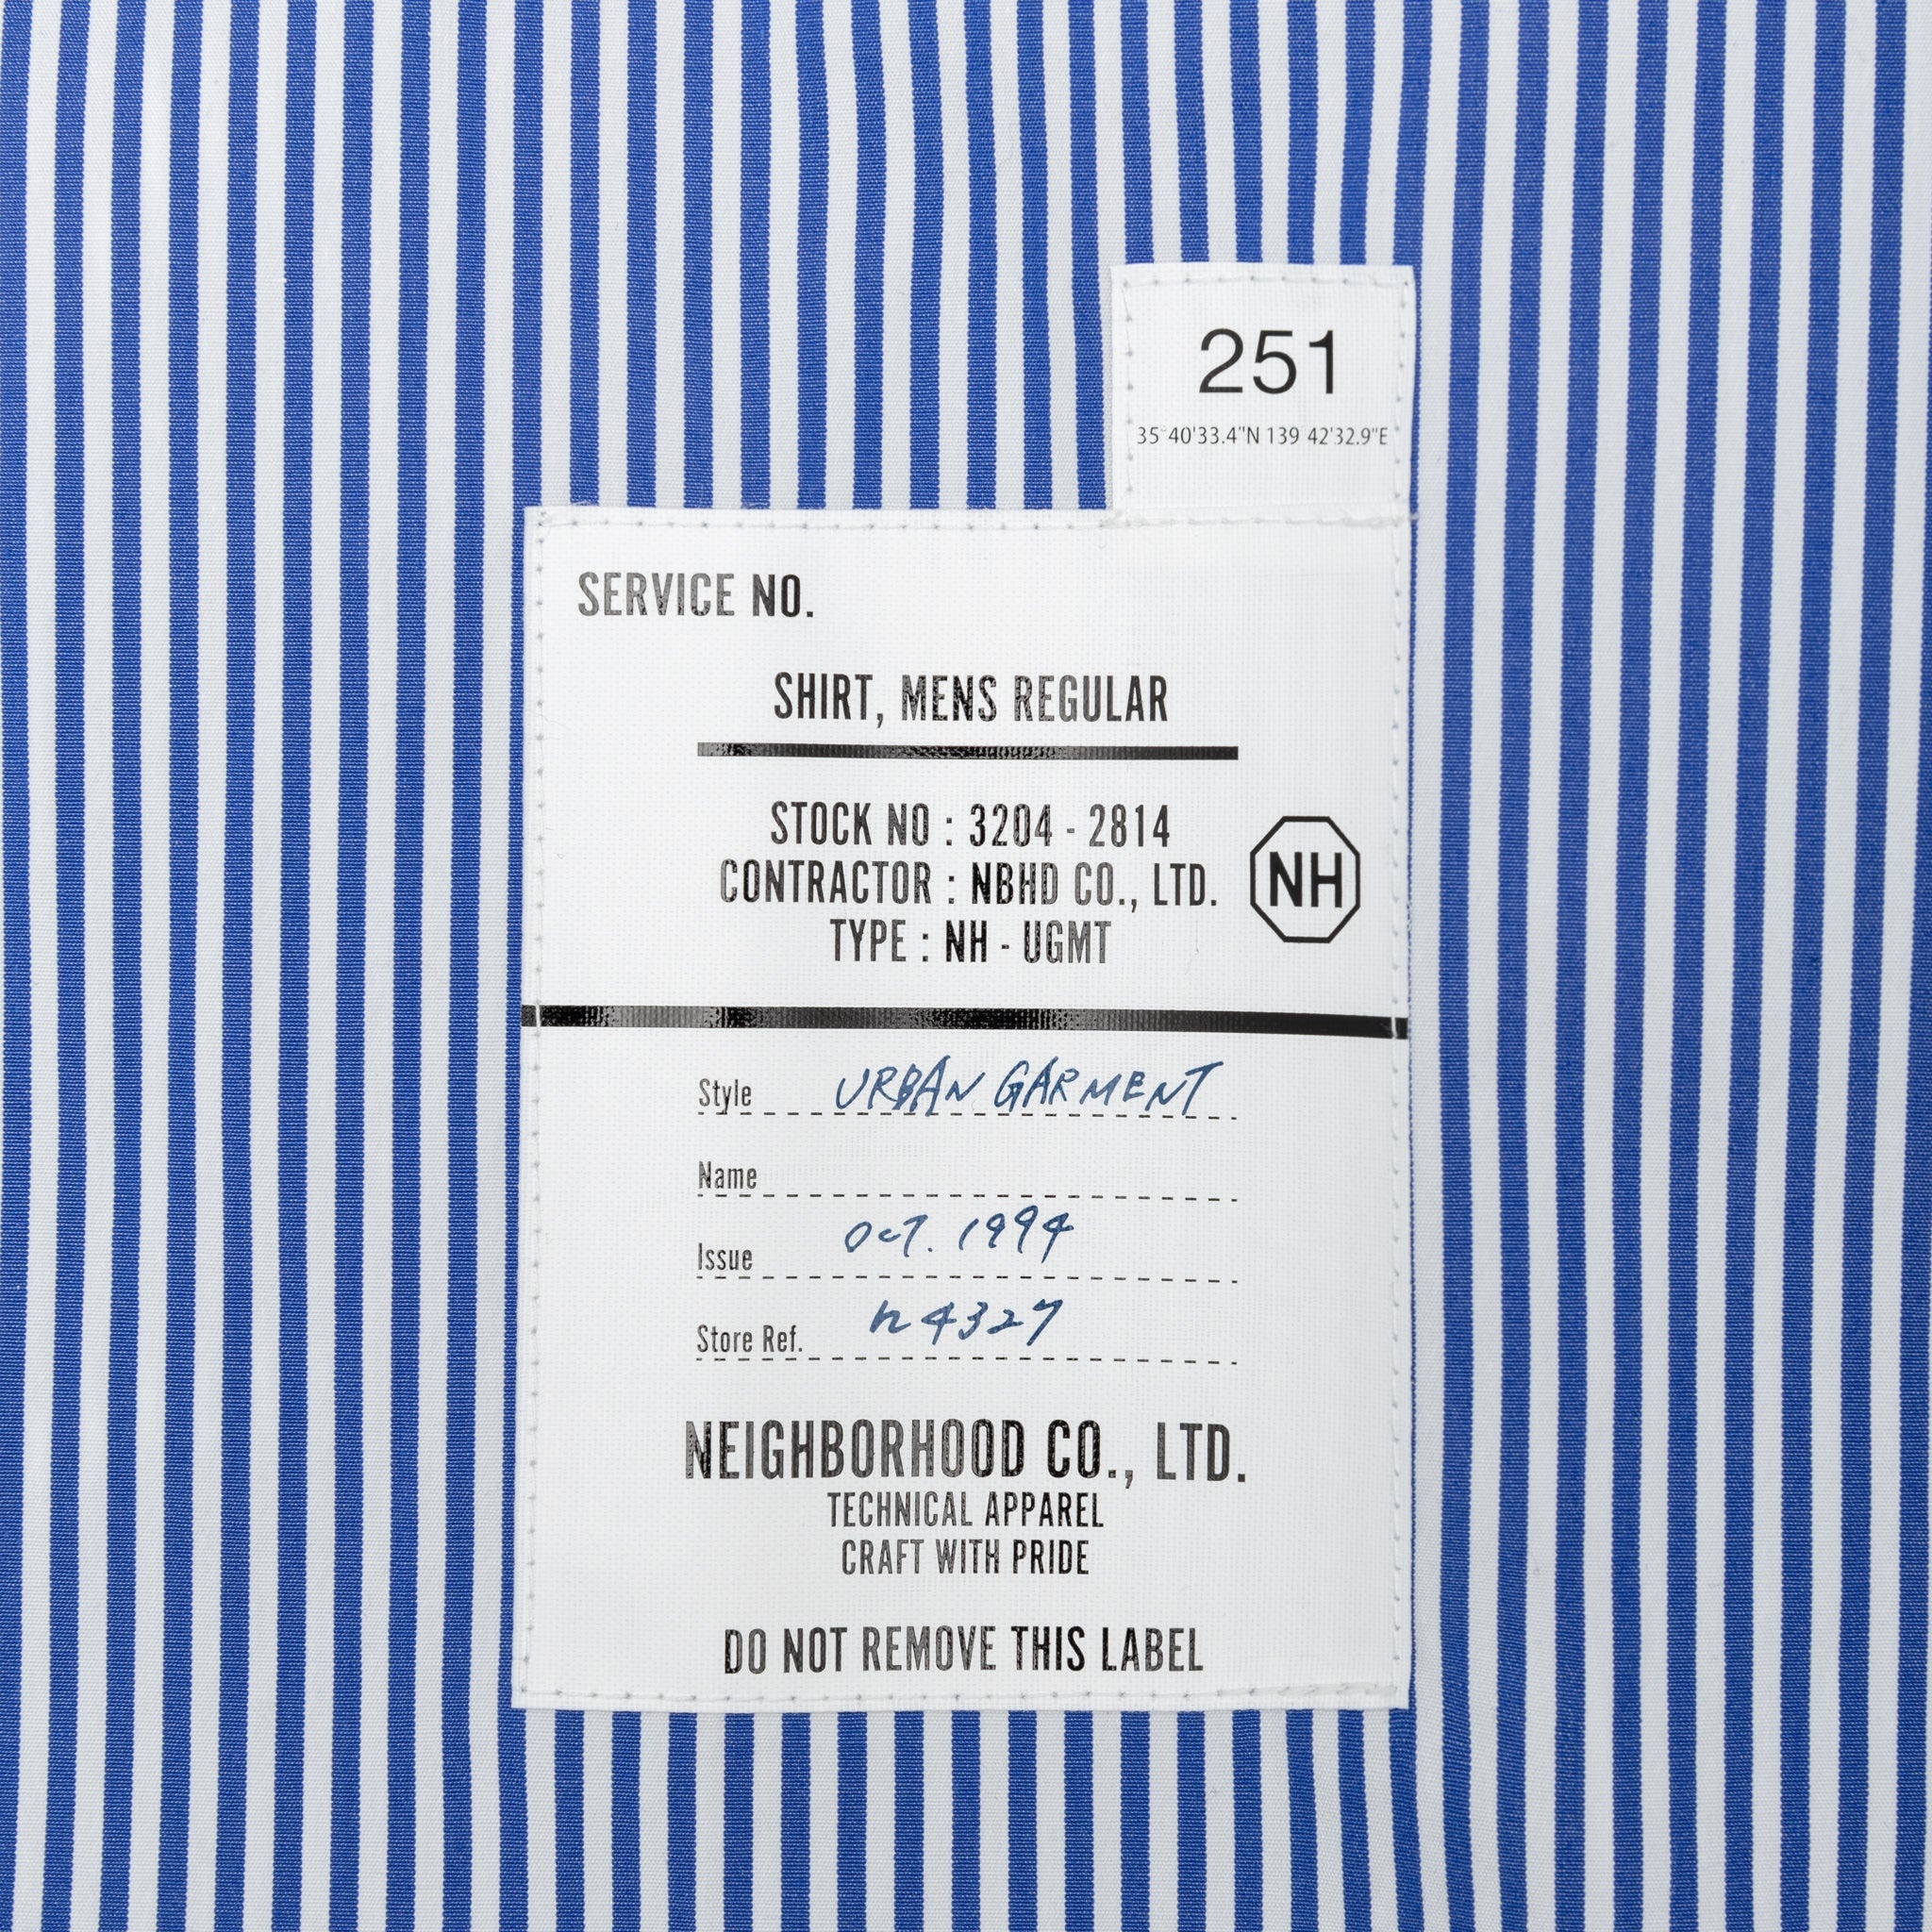 251
35°40'33.4"N 139 42'32.9"E
SERVICE NO.
SHIRT, MENS REGULAR
STOCK NO : 3204 - 2814
CONTRACTOR : NBHD CO., LTD.
TYPE : NH - UGMT
NH
Style URBAN GARMENT
Name
Issue OCT. 1994
Store Ref. n4327
NEIGHBORHOOD CO., LTD.
TECHNICAL APPAREL
CRAFT WITH PRIDE
DO NOT REMOVE THIS LABEL